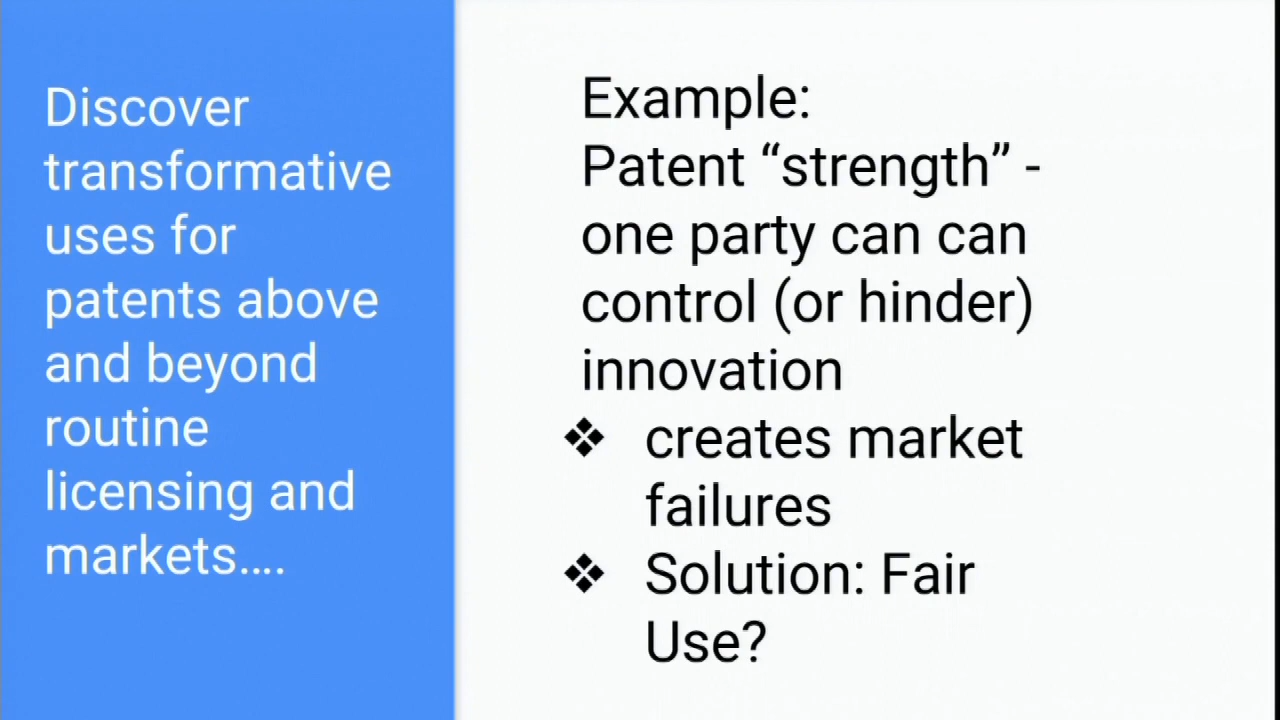 Discover
transformative
uses for
patents above
and beyond
routine
licensing and
markets....
Example:
Patent “strength” -
one party can can
control (or hinder)
innovation
❖ creates market
failures
❖ Solution: Fair
Use?